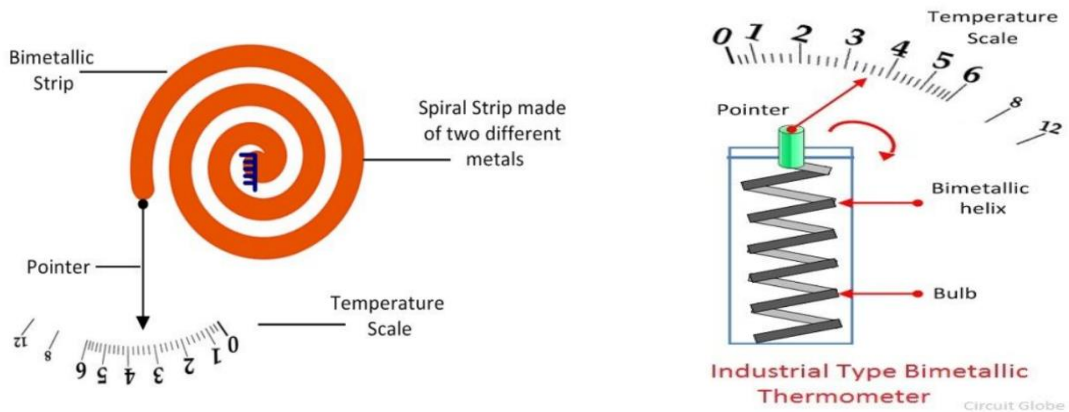 Bimetallic
Strip
Spiral Strip made
of two different
metals
Pointer
Temperature
Scale
12 8 6 5 4 3 2 1 0
Temperature
Scale
0 1 2 3 4 5 6 8 12
Pointer
Bimetallic
helix
Bulb
Industrial Type Bimetallic
Thermometer
Circuit Globe